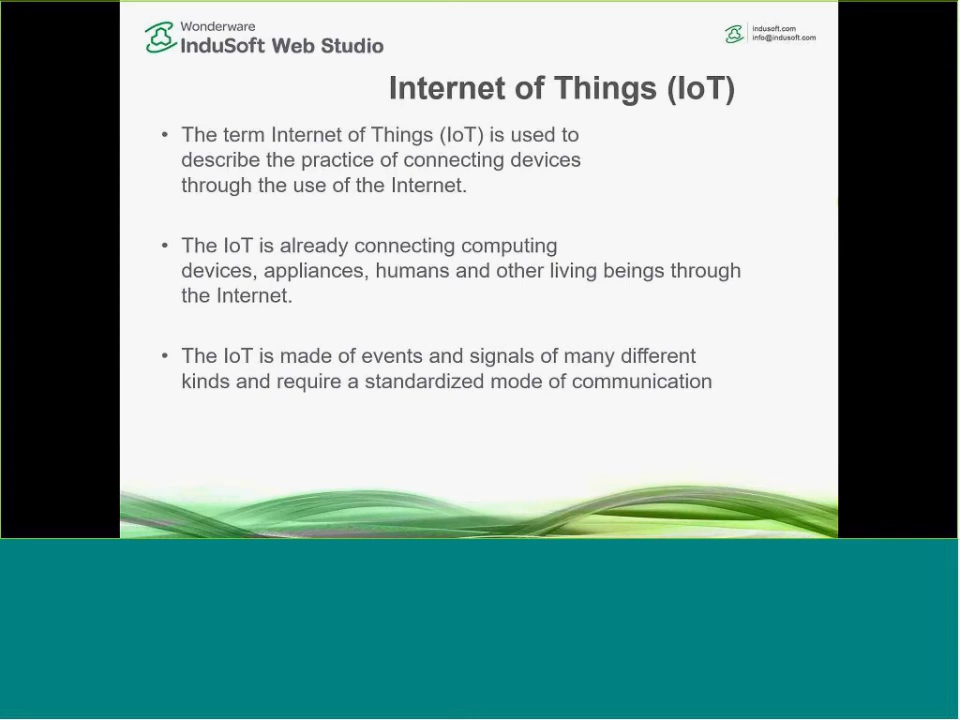 Wonderware
InduSoft Web Studio
indusoft.com
info@indusoft.com
Internet of Things (IoT)
• The term Internet of Things (IoT) is used to
describe the practice of connecting devices
through the use of the Internet.
• The IoT is already connecting computing
devices, appliances, humans and other living beings through
the Internet.
• The IoT is made of events and signals of many different
kinds and require a standardized mode of communication